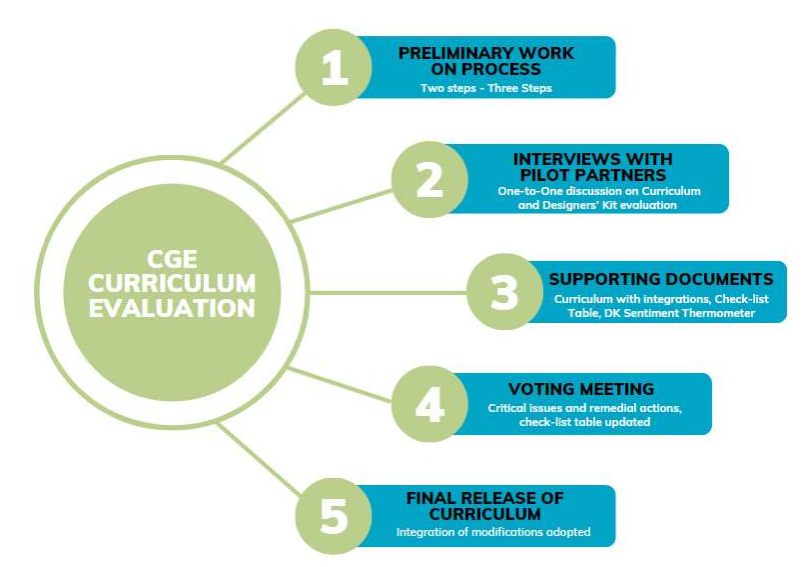 CGE
CURRICULUM
EVALUATION
1
PRELIMINARY WORK
ON PROCESS
Two steps - Three Steps
2
INTERVIEWS WITH
PILOT PARTNERS
One-to-One discussion on Curriculum
and Designers' Kit evaluation
3
SUPPORTING DOCUMENTS
Curriculum with integrations, Check-list
Table, DK Sentiment Thermometer
4
VOTING MEETING
Critical issues and remedial actions,
check-list table updated
5
FINAL RELEASE OF
CURRICULUM
Integration of modifications adopted